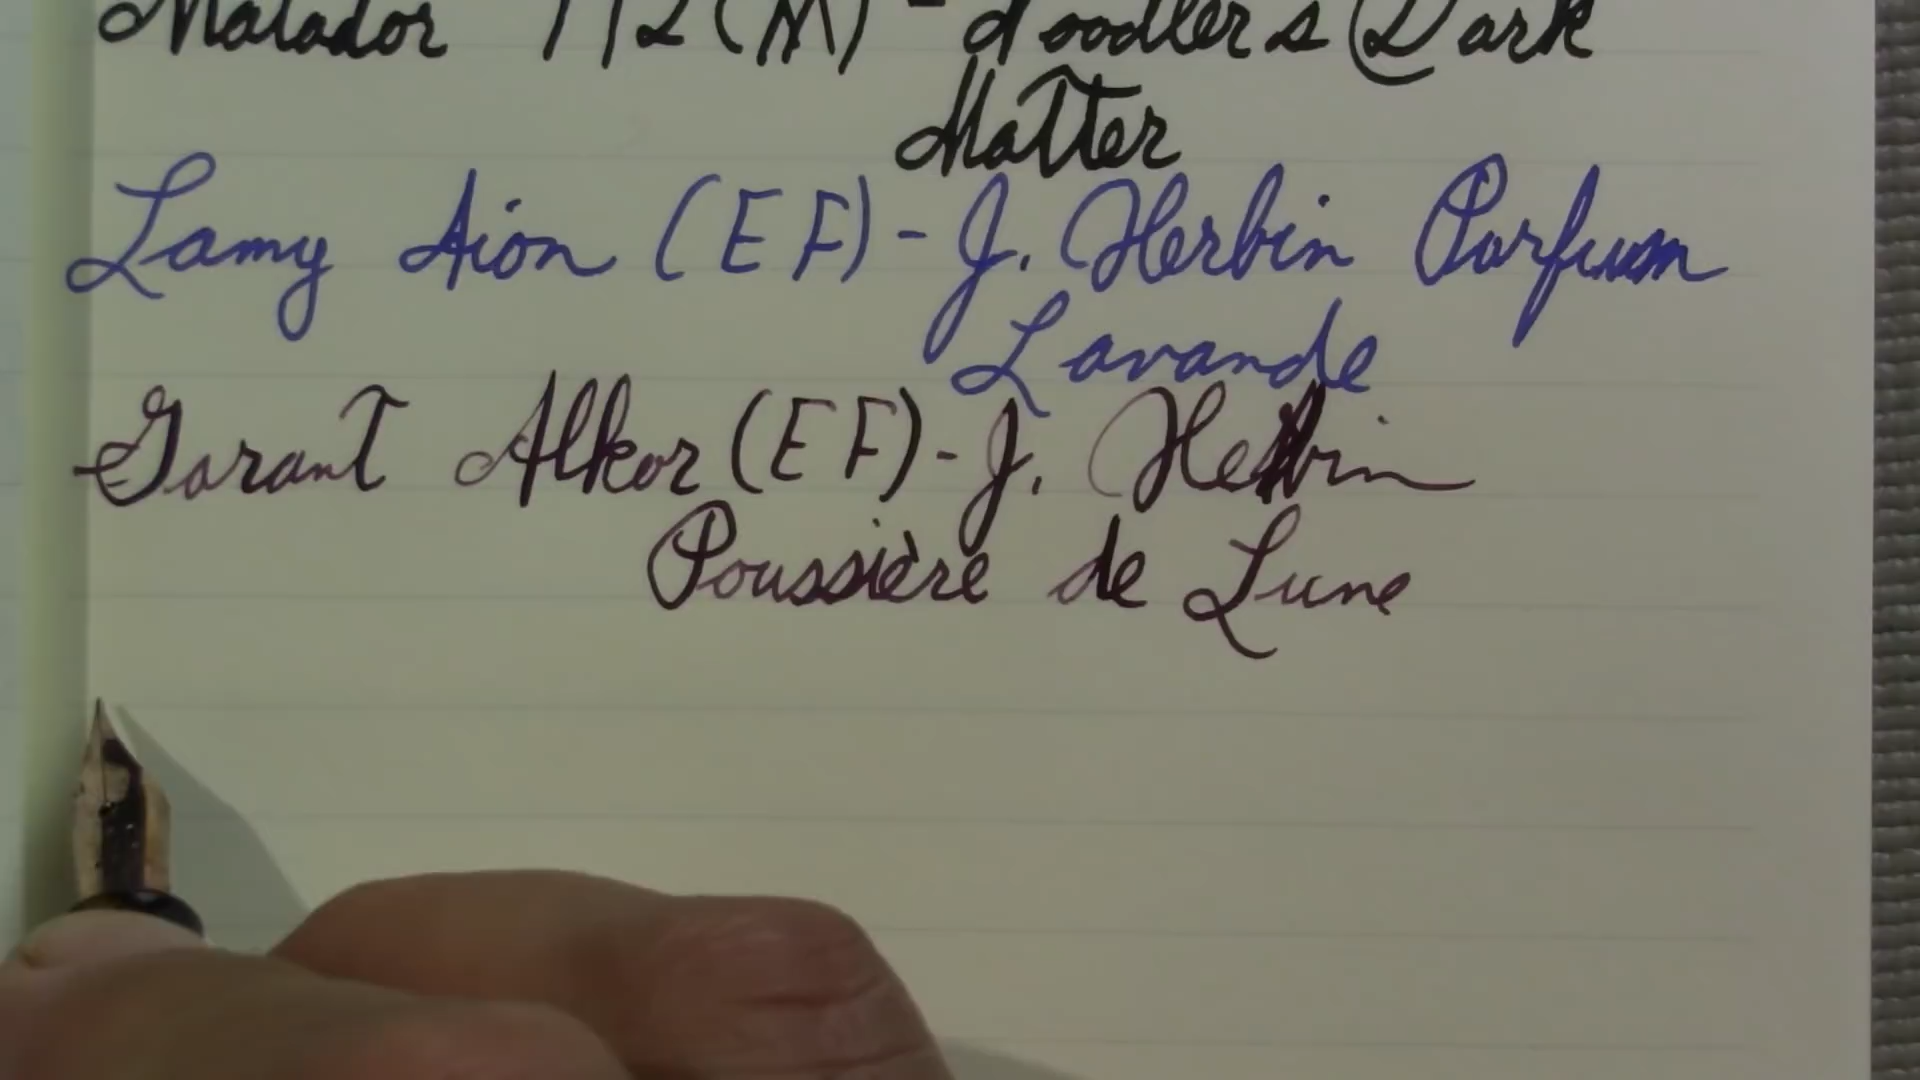 Matador 112 (M) - Noodler's Dark
Matter
Lamy Aion (EF) - J. Herbin Parfum
Lavande
Garant Alkor (EF) - J. Herbin
Poussière de Lune